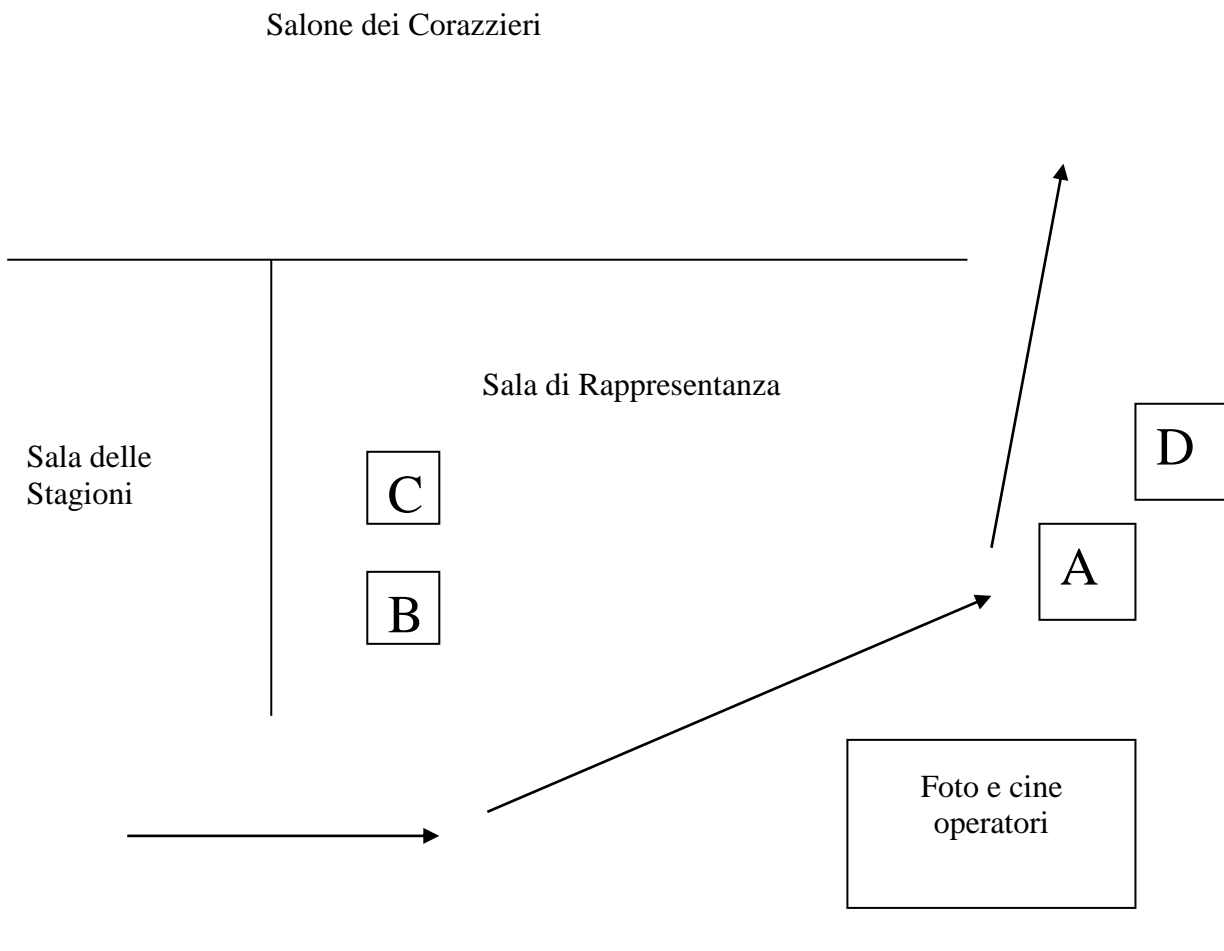 Salone dei Corazzieri
Sala di Rappresentanza
Sala delle
Stagioni
C
D
A
B
Foto e cine
operatori